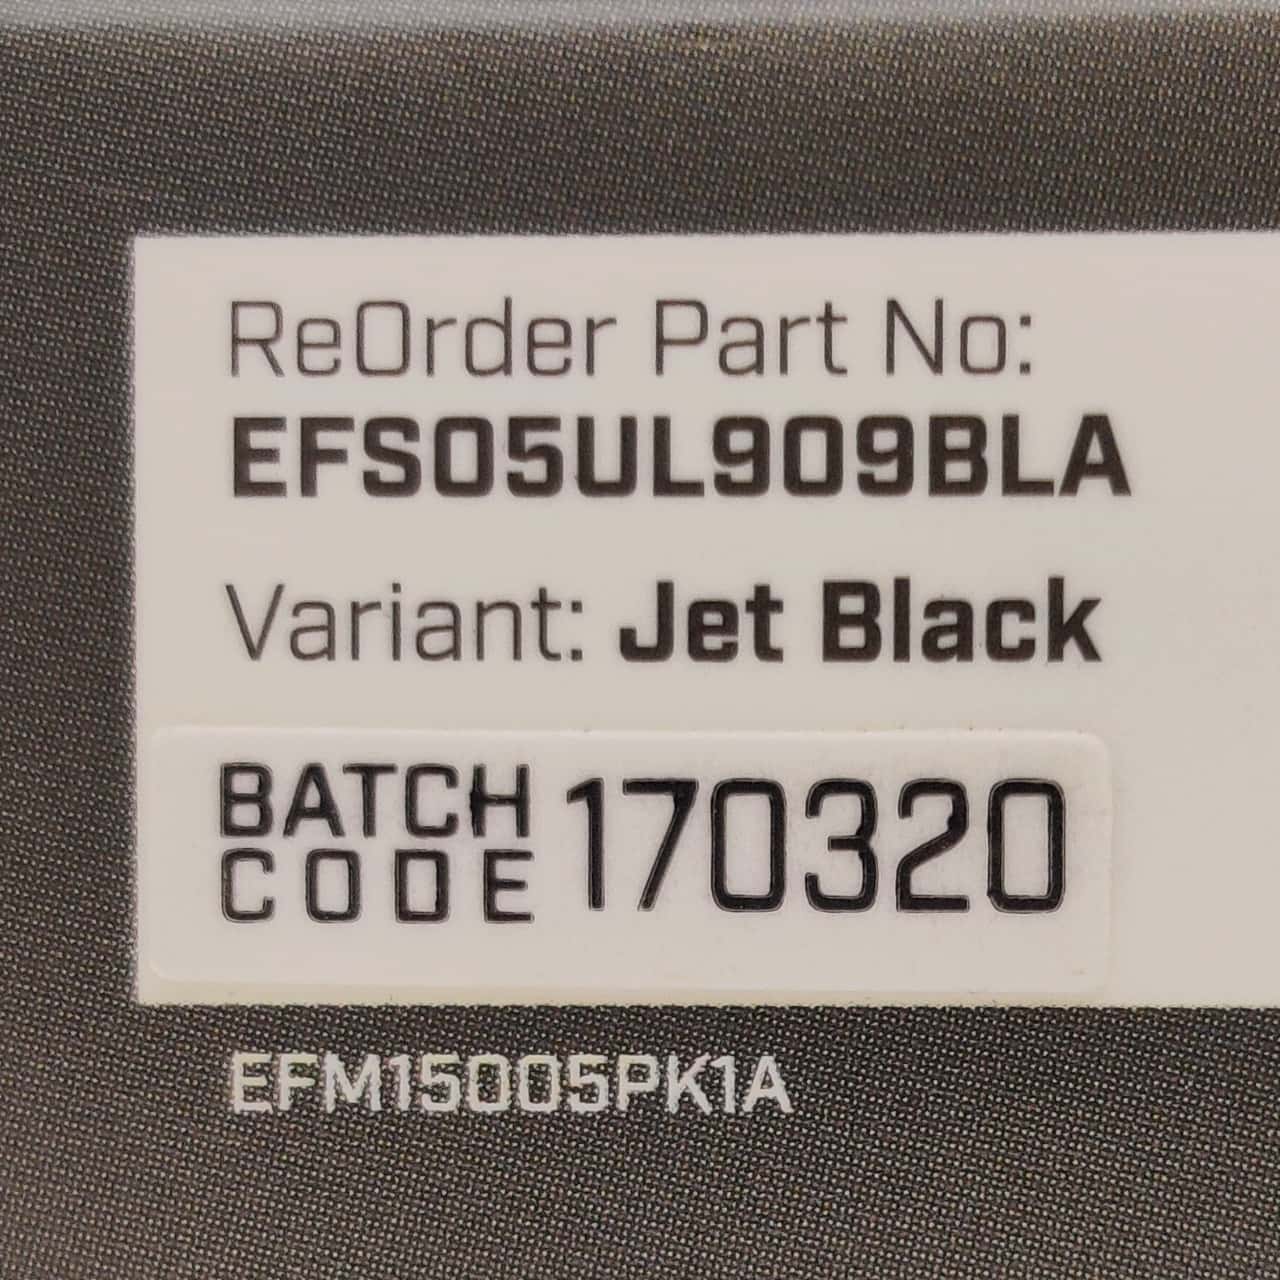 ReOrder Part No:
EFS05UL909BLA
Variant: Jet Black
BATCH CODE 170320
EFM15005PK1A